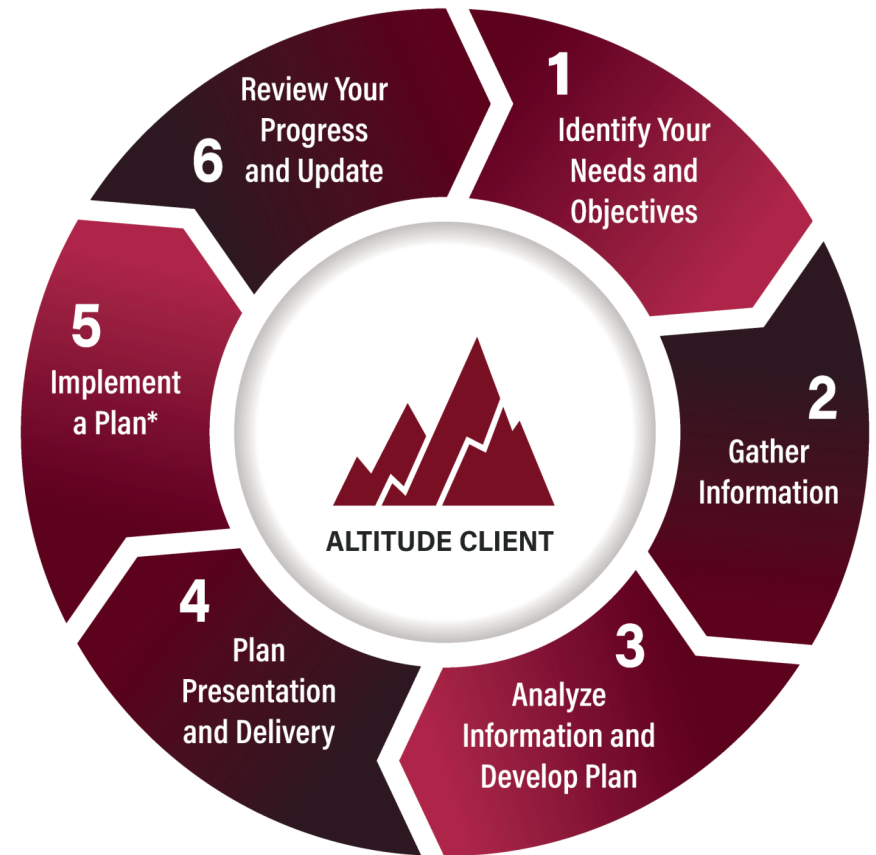 1
Identify Your
Needs and
Objectives
2
Gather
Information
3
Analyze
Information and
Develop Plan
4
Plan
Presentation
and Delivery
5
Implement
a Plan*
6
Review Your
Progress
and Update
ALTITUDE CLIENT